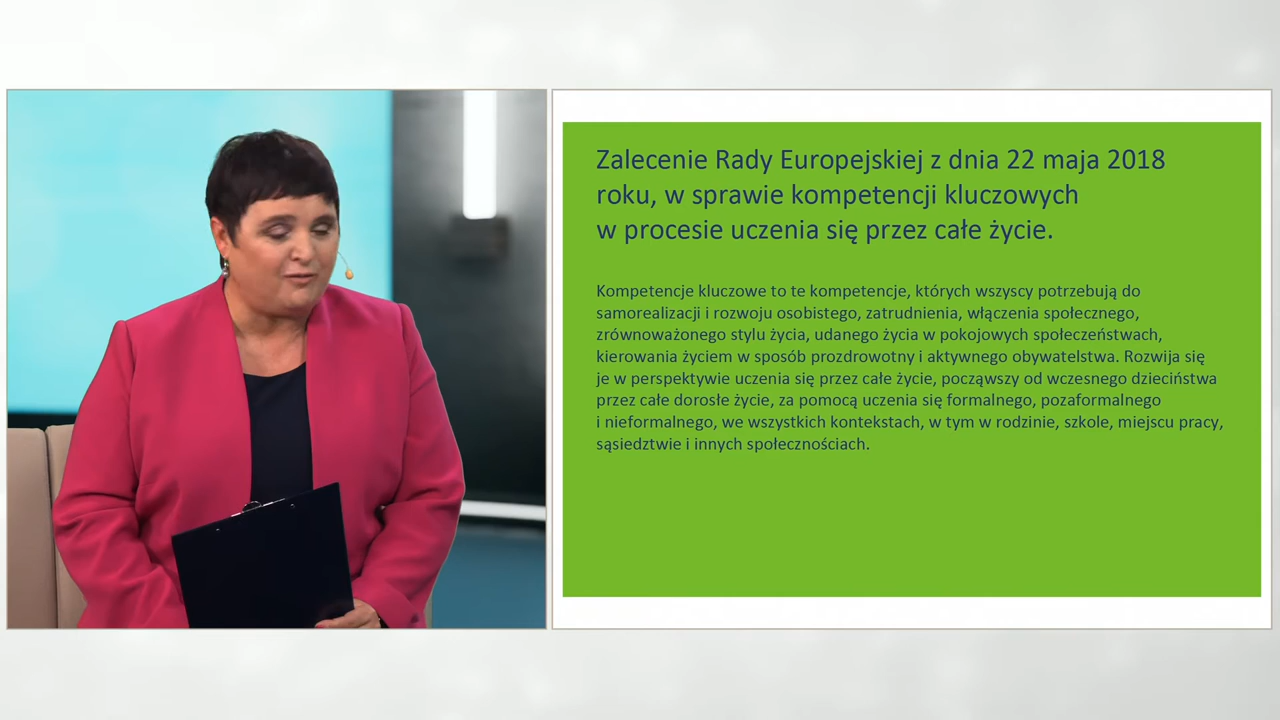 Zalecenie Rady Europejskiej z dnia 22 maja 2018
roku, w sprawie kompetencji kluczowych
w procesie uczenia się przez całe życie.
Kompetencje kluczowe to te kompetencje, których wszyscy potrzebują do
samorealizacji i rozwoju osobistego, zatrudnienia, włączenia społecznego,
zrównoważonego stylu życia, udanego życia w pokojowych społeczeństwach,
kierowania życiem w sposób prozdrowotny i aktywnego obywatelstwa. Rozwija się
je w perspektywie uczenia się przez całe życie, począwszy od wczesnego dzieciństwa
przez całe dorosłe życie, za pomocą uczenia się formalnego, pozaformalnego
i nieformalnego, we wszystkich kontekstach, w tym w rodzinie, szkole, miejscu pracy,
sąsiedztwie i innych społecznościach.